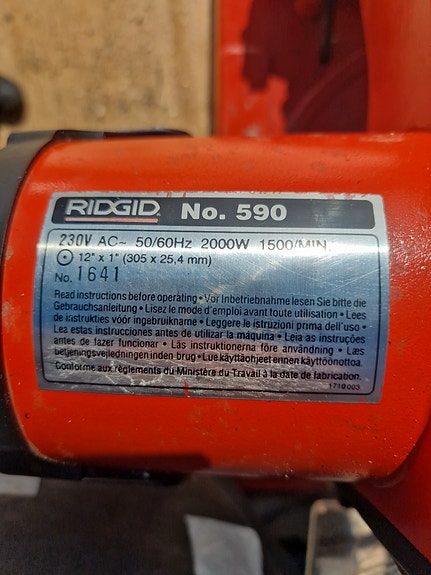 RIDGID No. 590
230V AC~ 50/60Hz 2000W 1500/MIN.
12" x 1" (305 x 25,4 mm)
No. 1641
Read instructions before operating • Vor Inbetriebnahme lesen Sie bitte die
Gebrauchsanleitung • Lisez le mode d'emploi avant toute utilisation • Lees
de instrukties vóór ingebruikname • Leggere le istruzioni prima dell'uso •
Lea estas instrucciones antes de utilizar la máquina • Leia as instruções
antes de fazer funcionar • Läs instruktionerna före användning • Læs
betjeningsvejledningen inden brug • Lue käyttäohjeet ennen käyttöönottoa.
Conforme aux règlements du Ministère du Travail à la date de fabrication.
1710003